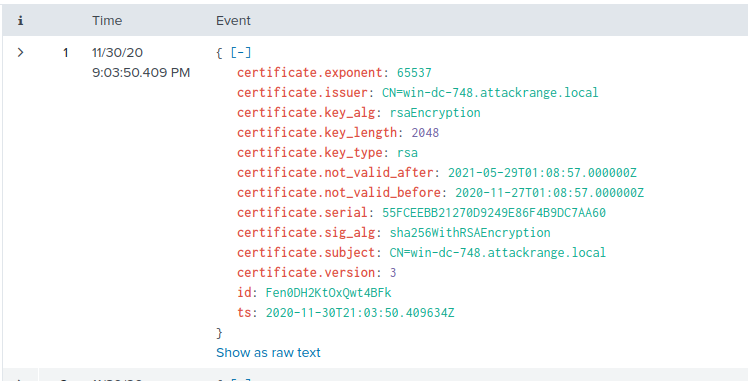 i Time Event
> 1 11/30/20 { [-]
9:03:50.409 PM certificate.exponent: 65537
certificate.issuer: CN=win-dc-748.attackrange.local
certificate.key_alg: rsaEncryption
certificate.key_length: 2048
certificate.key_type: rsa
certificate.not_valid_after: 2021-05-29T01:08:57.000000Z
certificate.not_valid_before: 2020-11-27T01:08:57.000000Z
certificate.serial: 55FCEEBB21270D9249E86F4B9DC7AA60
certificate.sig_alg: sha256WithRSAEncryption
certificate.subject: CN=win-dc-748.attackrange.local
certificate.version: 3
id: Fen0DH2KtOxQwt4BFk
ts: 2020-11-30T21:03:50.409634Z
}
Show as raw text